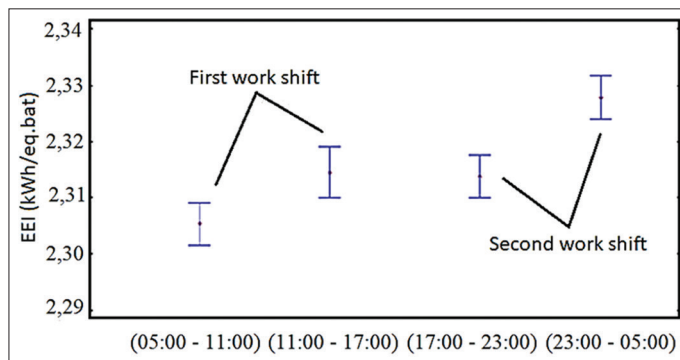 2,34
2,33
2,32
2,31
2,30
2,29
EEI (kWh/eq.bat)
First work shift
Second work shift
(05:00 - 11:00) (11:00 - 17:00) (17:00 - 23:00) (23:00 - 05:00)